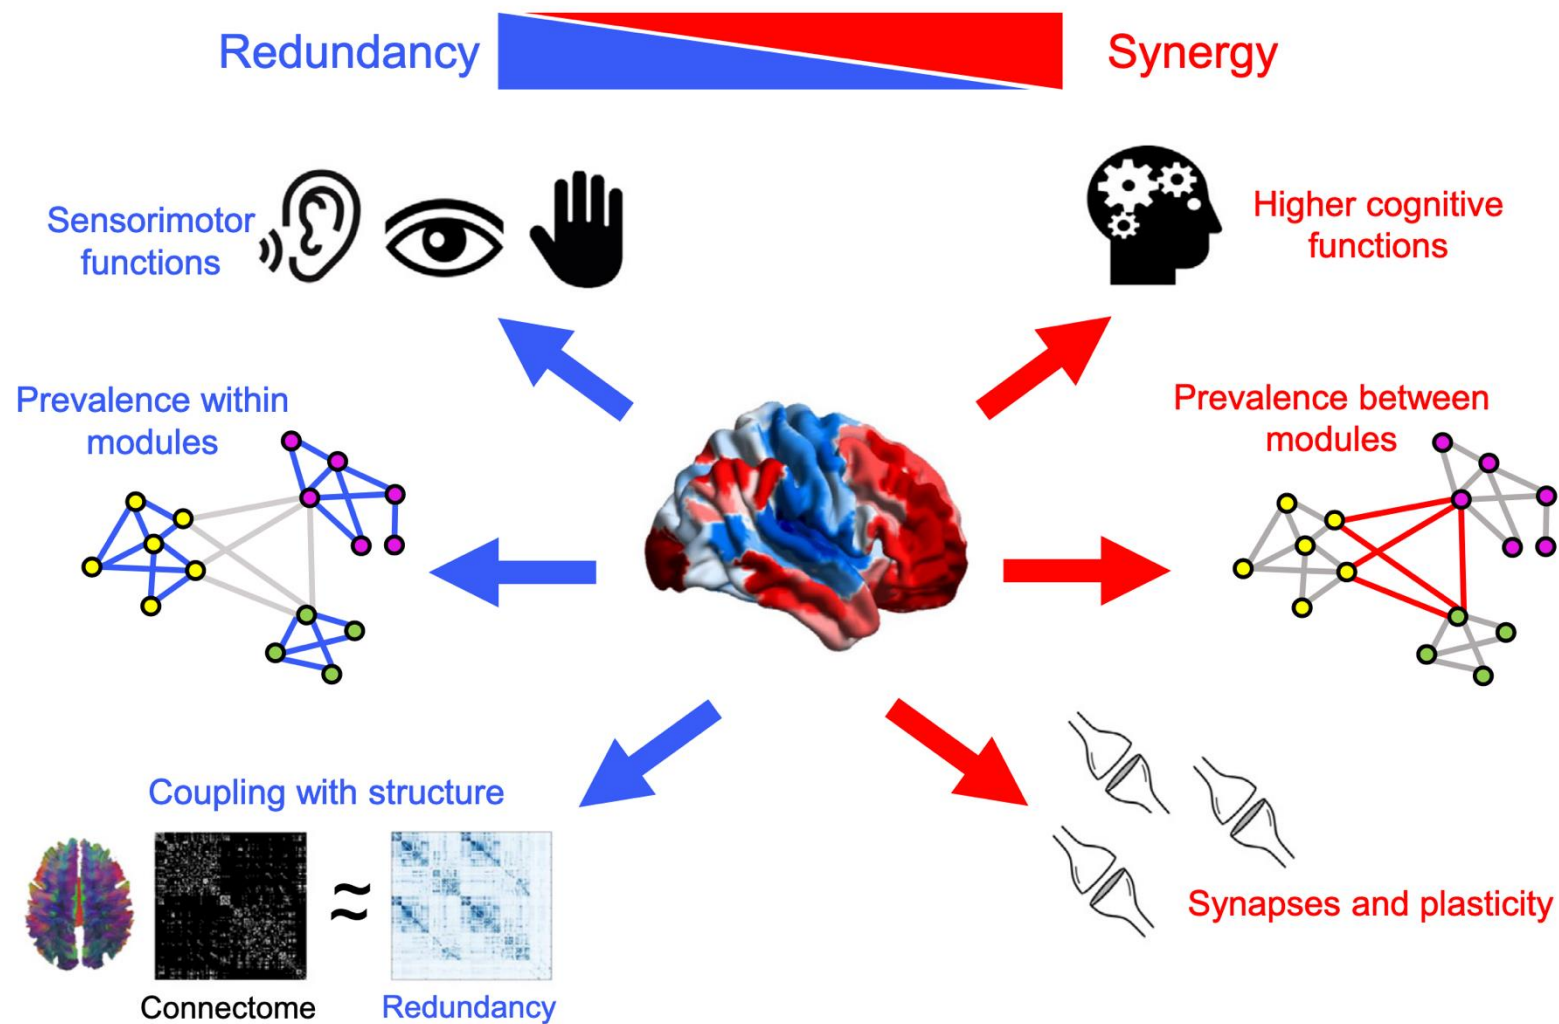 Redundancy
Synergy
Sensorimotor
functions
Higher cognitive
functions
Prevalence within
modules
Prevalence between
modules
Coupling with structure
Connectome
Redundancy
Synapses and plasticity